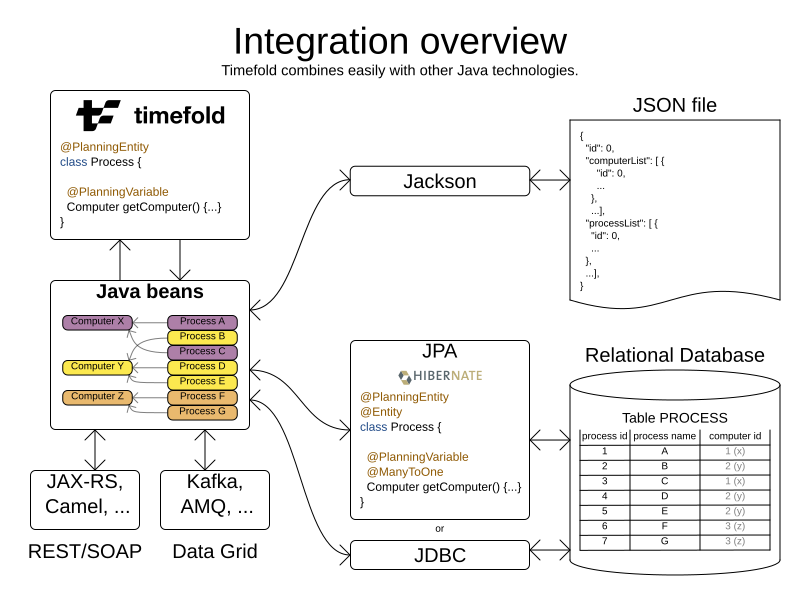 Integration overview
Timefold combines easily with other Java technologies.
timefold
@PlanningEntity
class Process {
@PlanningVariable
Computer getComputer() {...}
}
Java beans
Computer X
Process A
Process B
Process C
Computer Y
Process D
Process E
Computer Z
Process F
Process G
JAX-RS,
Camel, ...
REST/SOAP
Kafka,
AMQ, ...
Data Grid
Jackson
JSON file
{
"id": 0,
"computerList": [ {
"id": 0,
...
},
...],
"processList": [ {
"id": 0,
...
},
...],
}
JPA
HIBERNATE
@PlanningEntity
@Entity
class Process {
@PlanningVariable
@ManyToOne
Computer getComputer() {...}
}
or
JDBC
Relational Database
Table PROCESS
process id process name computer id
1 A 1 (x)
2 B 2 (y)
3 C 1 (x)
4 D 2 (y)
5 E 2 (y)
6 F 3 (z)
7 G 3 (z)